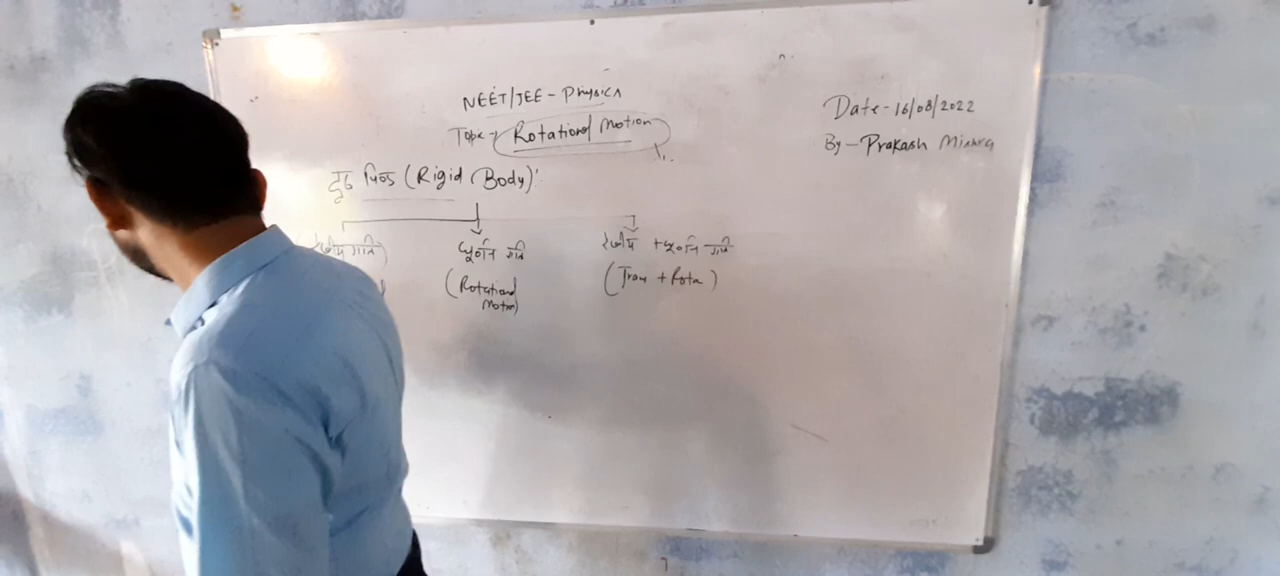 NEET/JEE - Physics
Topic → Rotational Motion
Date - 16/08/2022
By - Prakash Mishra
दृढ़ पिंड (Rigid Body):
घूर्णन गति
(Rotational
Motion)
रेखीय + घूर्णन गति
(Tran + Rota)